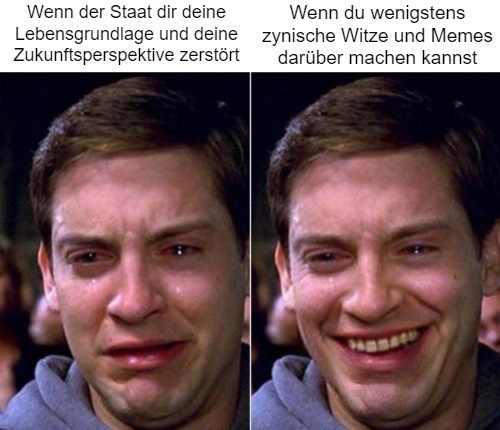 Wenn der Staat dir deine
Lebensgrundlage und deine
Zukunftsperspektive zerstört
Wenn du wenigstens
zynische Witze und Memes
darüber machen kannst